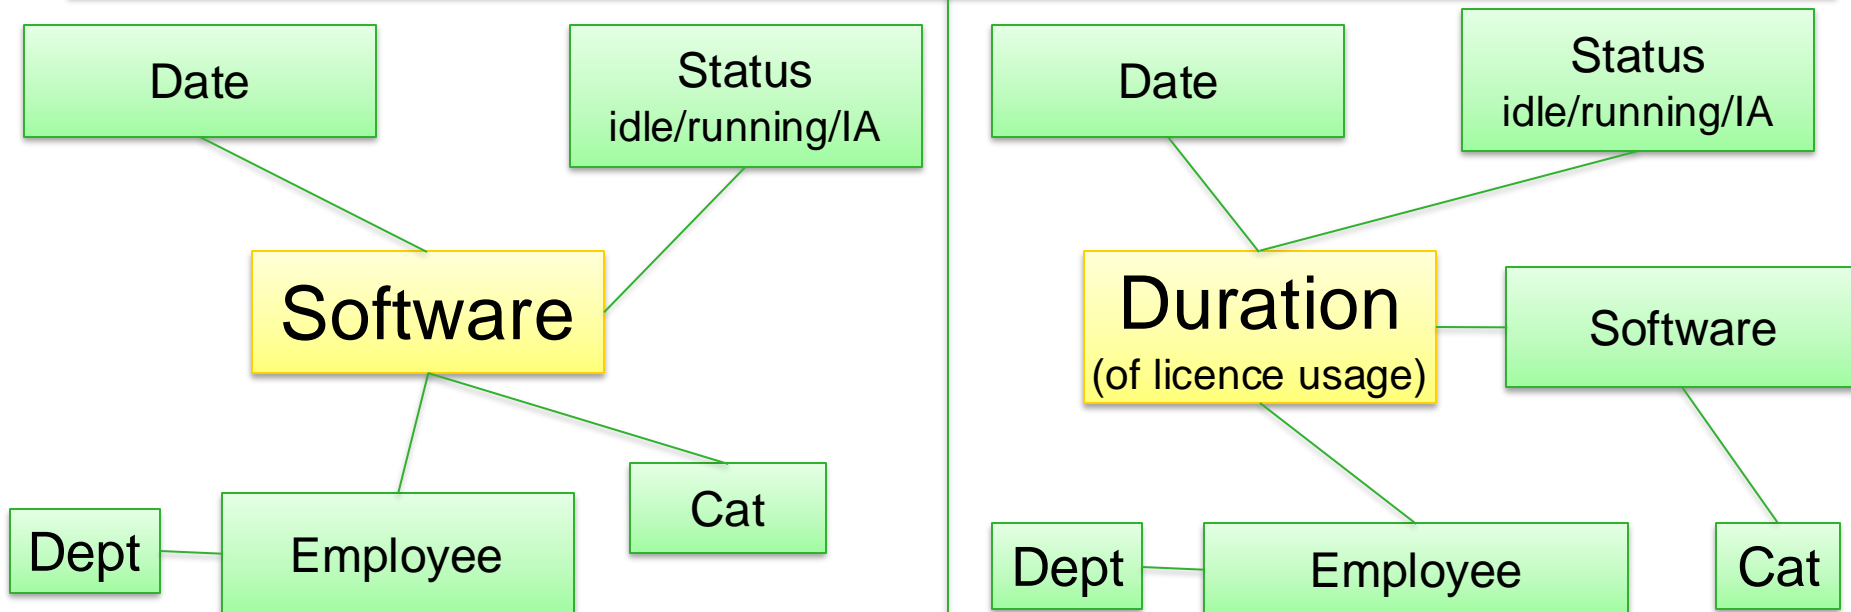 Date
Status
idle/running/IA
Software
Cat
Dept
Employee
Date
Status
idle/running/IA
Duration
(of licence usage)
Software
Dept
Employee
Cat